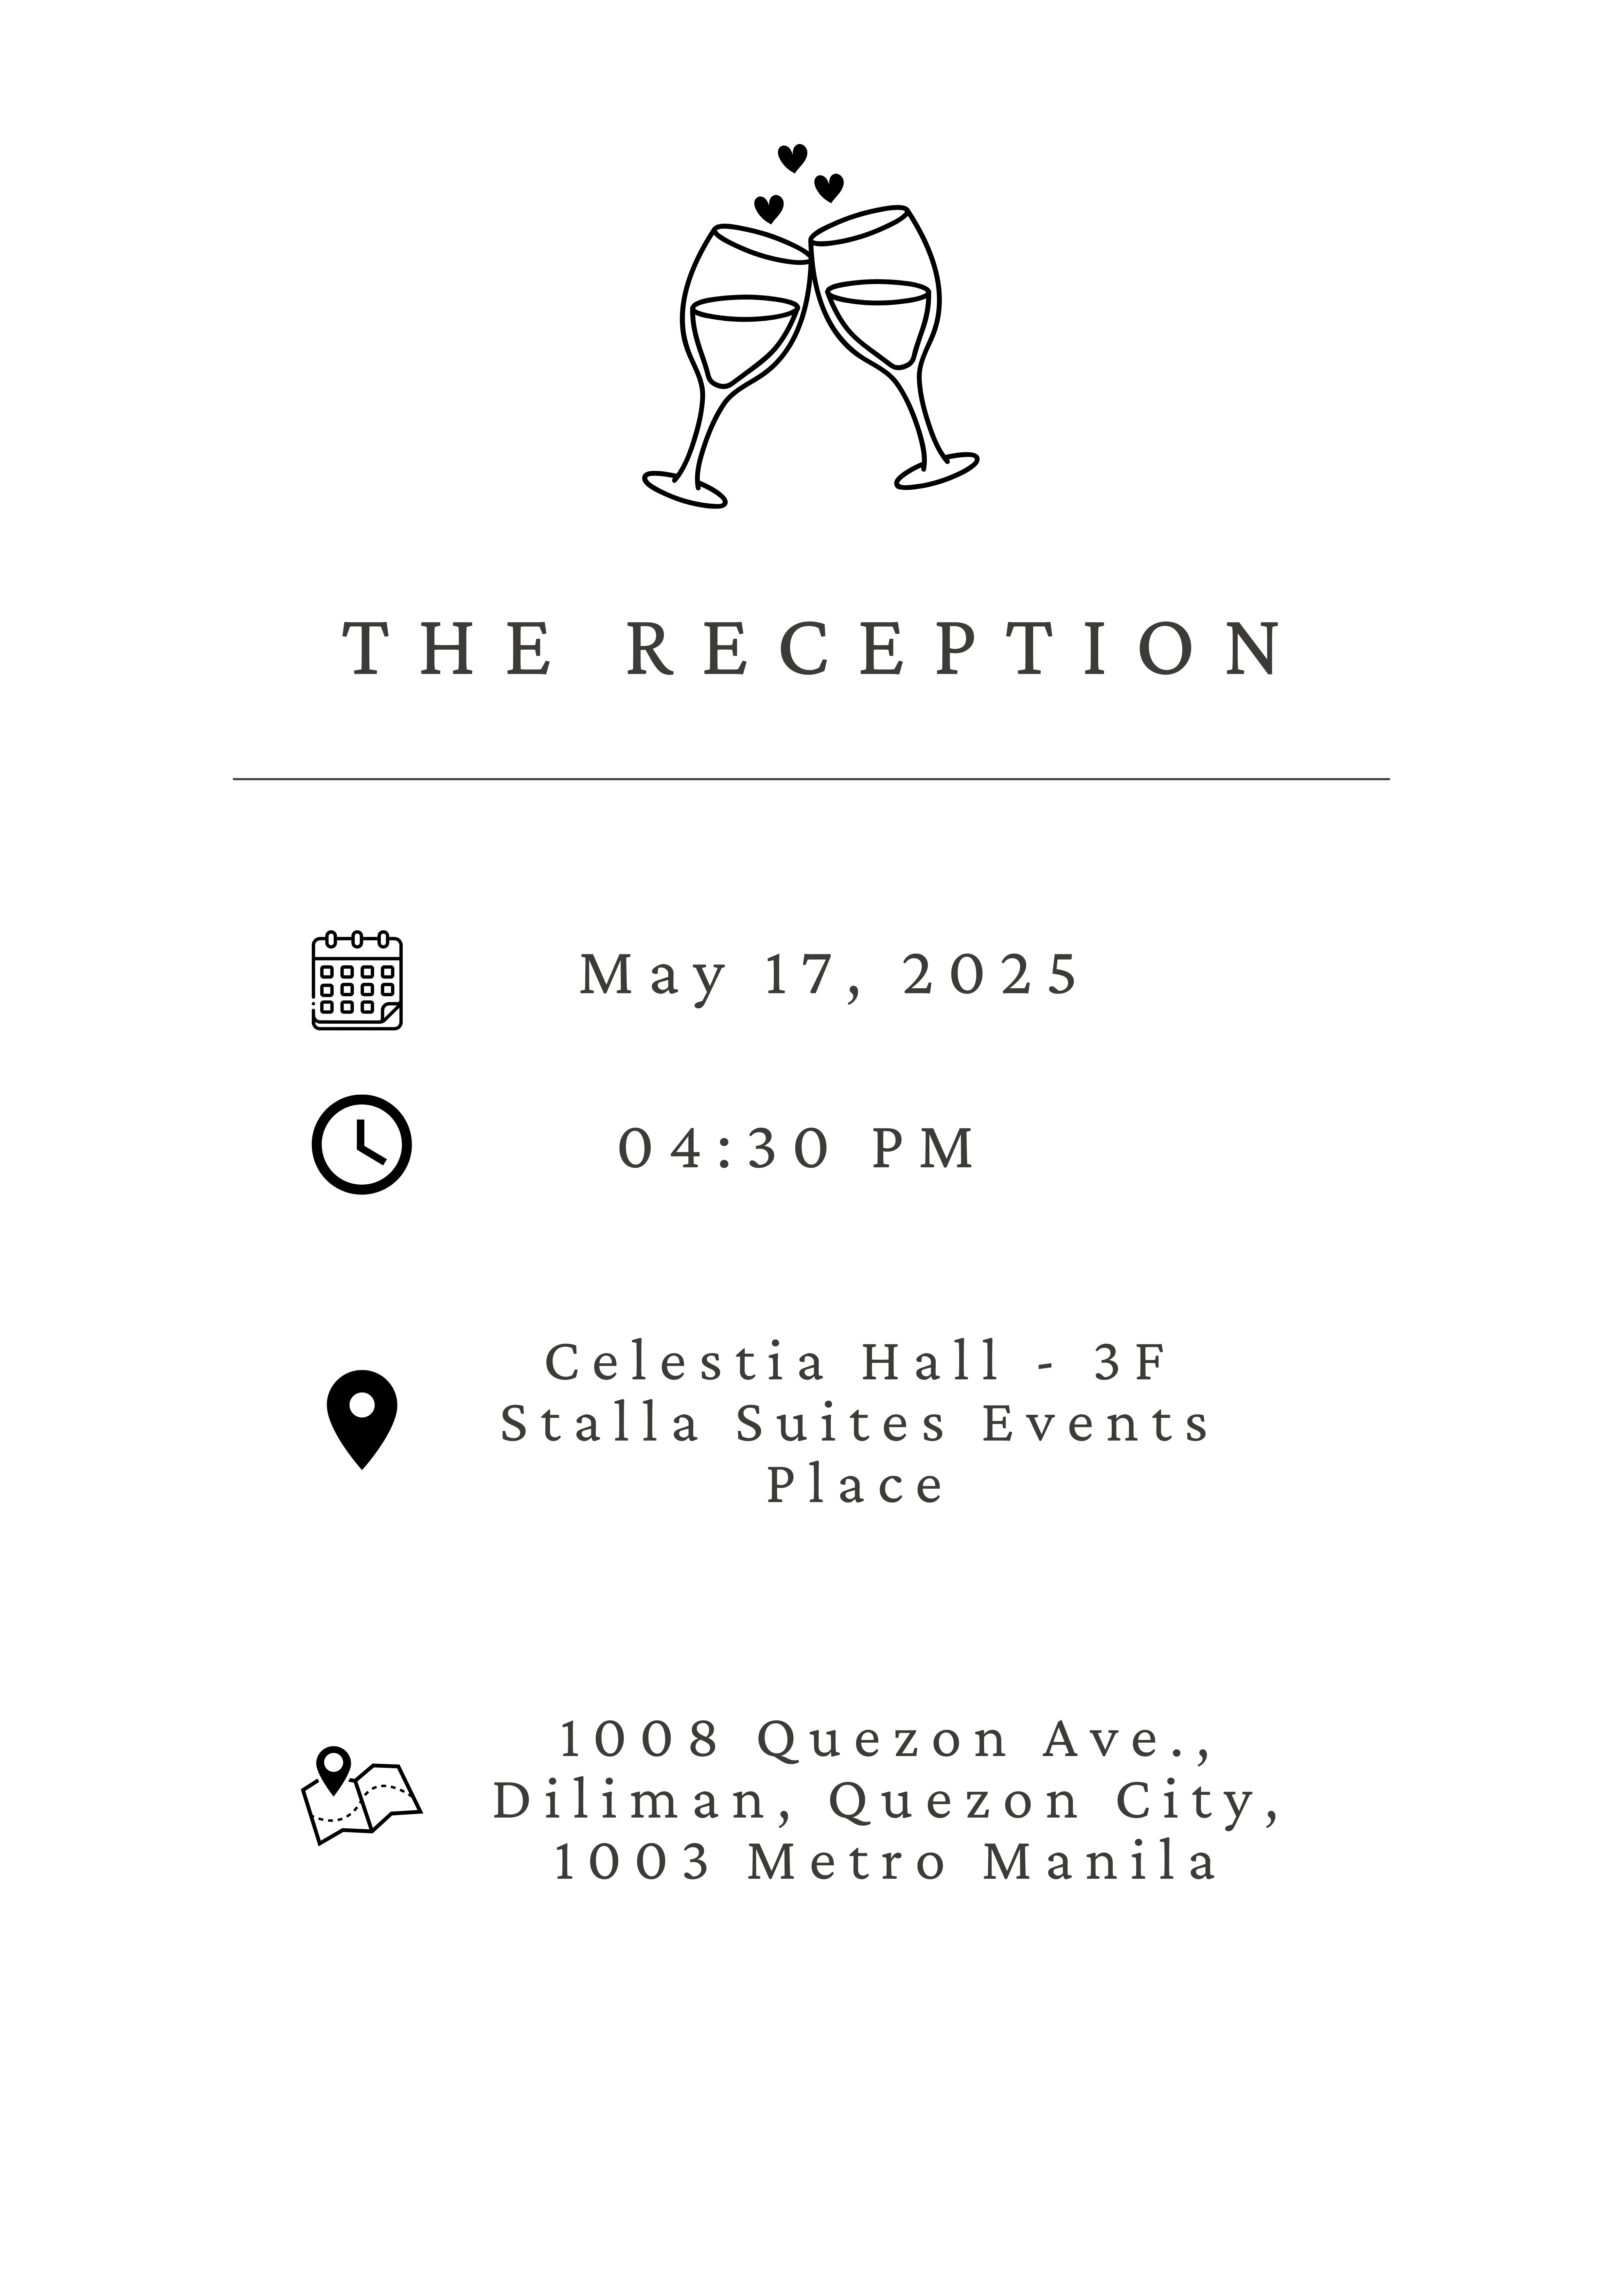 THE RECEPTION
May 17, 2025
04:30 PM
Celestia Hall - 3F
Stalla Suites Events
Place
1008 Quezon Ave.,
Diliman, Quezon City,
1003 Metro Manila